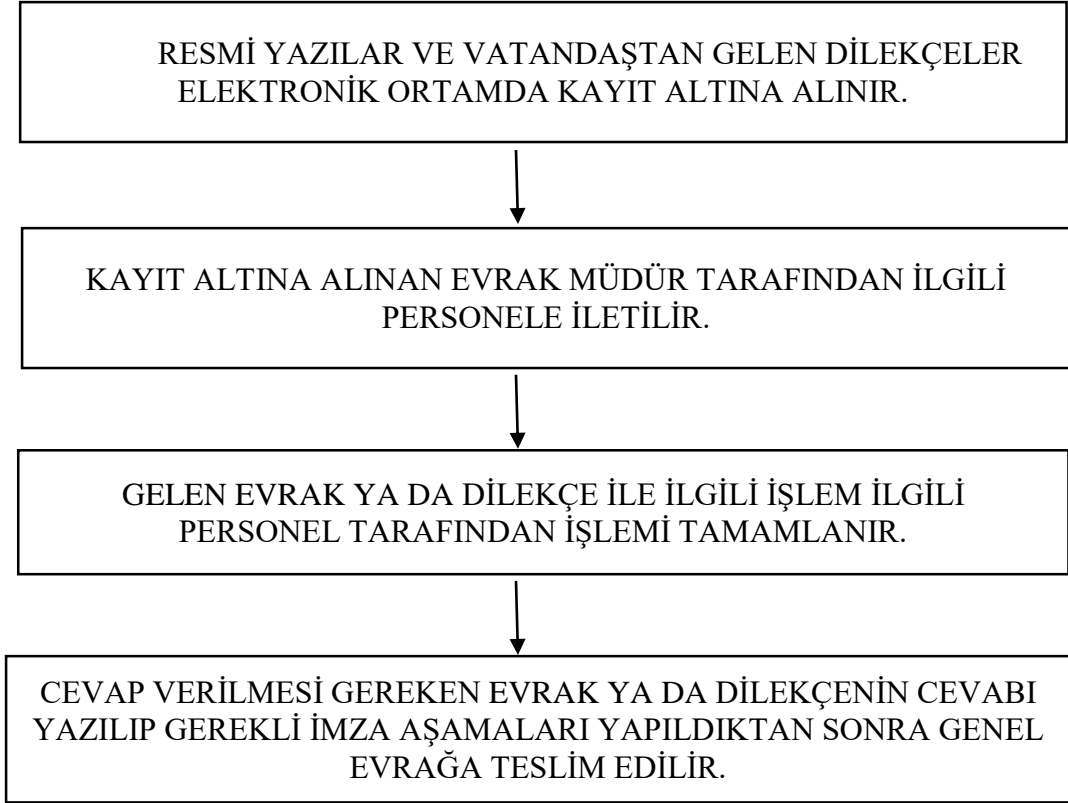 RESMİ YAZILAR VE VATANDAŞTAN GELEN DİLEKÇELER
ELEKTRONİK ORTAMDA KAYIT ALTINA ALINIR.
KAYIT ALTINA ALINAN EVRAK MÜDÜR TARAFINDAN İLGİLİ
PERSONELE İLETİLİR.
GELEN EVRAK YA DA DİLEKÇE İLE İLGİLİ İŞLEM İLGİLİ
PERSONEL TARAFINDAN İŞLEMİ TAMAMLANIR.
CEVAP VERİLMESİ GEREKEN EVRAK YA DA DİLEKÇENİN CEVABI
YAZILIP GEREKLİ İMZA AŞAMALARI YAPILDIKTAN SONRA GENEL
EVRAĞA TESLİM EDİLİR.